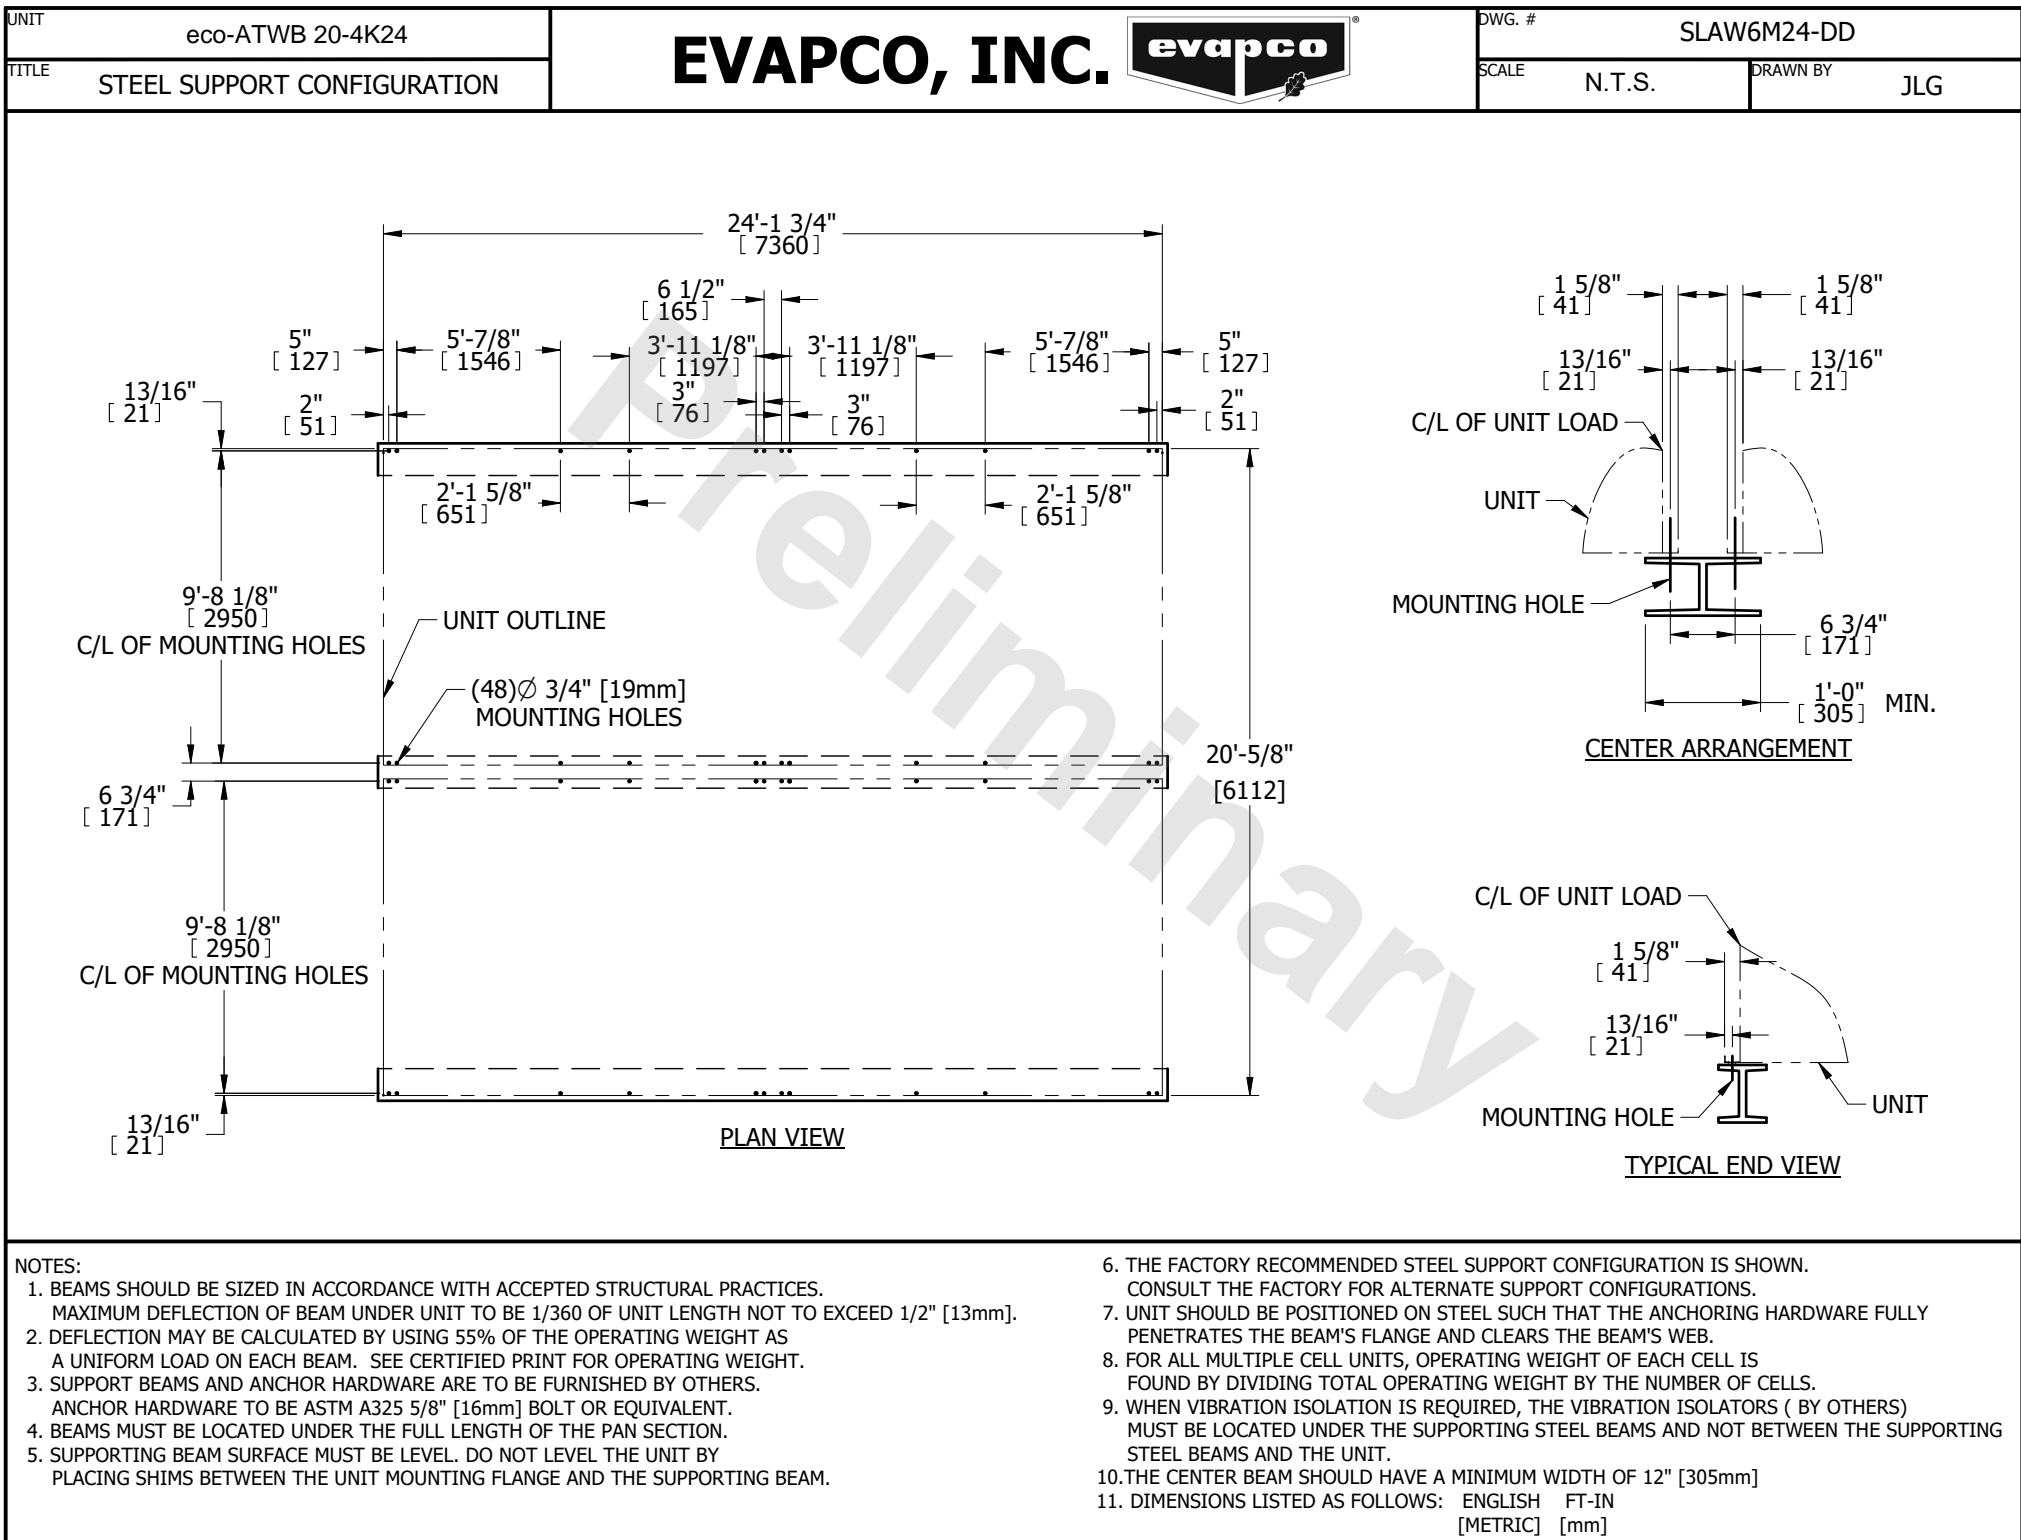 UNIT
eco-ATWB 20-4K24
TITLE
STEEL SUPPORT CONFIGURATION
EVAPCO, INC.
evapco
®
DWG. #
SLAW6M24-DD
SCALE
N.T.S.
DRAWN BY
JLG
24'-1 3/4"
[ 7360 ]
6 1/2"
[ 165 ]
5"
[ 127 ]
5'-7/8"
[ 1546 ]
3'-11 1/8"
[ 1197 ]
3'-11 1/8"
[ 1197 ]
5'-7/8"
[ 1546 ]
5"
[ 127 ]
13/16"
[ 21 ]
2"
[ 51 ]
3"
[ 76 ]
3"
[ 76 ]
2"
[ 51 ]
2'-1 5/8"
[ 651 ]
2'-1 5/8"
[ 651 ]
9'-8 1/8"
[ 2950 ]
C/L OF MOUNTING HOLES
UNIT OUTLINE
(48)∅ 3/4" [19mm]
MOUNTING HOLES
6 3/4"
[ 171 ]
20'-5/8"
[6112]
9'-8 1/8"
[ 2950 ]
C/L OF MOUNTING HOLES
13/16"
[ 21 ]
PLAN VIEW
Preliminary
1 5/8"
[ 41 ]
1 5/8"
[ 41 ]
13/16"
[ 21 ]
13/16"
[ 21 ]
C/L OF UNIT LOAD
UNIT
MOUNTING HOLE
6 3/4"
[ 171 ]
1'-0"
[ 305 ]
MIN.
CENTER ARRANGEMENT
C/L OF UNIT LOAD
1 5/8"
[ 41 ]
13/16"
[ 21 ]
MOUNTING HOLE
UNIT
TYPICAL END VIEW
NOTES:
1. BEAMS SHOULD BE SIZED IN ACCORDANCE WITH ACCEPTED STRUCTURAL PRACTICES.
MAXIMUM DEFLECTION OF BEAM UNDER UNIT TO BE 1/360 OF UNIT LENGTH NOT TO EXCEED 1/2" [13mm].
2. DEFLECTION MAY BE CALCULATED BY USING 55% OF THE OPERATING WEIGHT AS
A UNIFORM LOAD ON EACH BEAM. SEE CERTIFIED PRINT FOR OPERATING WEIGHT.
3. SUPPORT BEAMS AND ANCHOR HARDWARE ARE TO BE FURNISHED BY OTHERS.
ANCHOR HARDWARE TO BE ASTM A325 5/8" [16mm] BOLT OR EQUIVALENT.
4. BEAMS MUST BE LOCATED UNDER THE FULL LENGTH OF THE PAN SECTION.
5. SUPPORTING BEAM SURFACE MUST BE LEVEL. DO NOT LEVEL THE UNIT BY
PLACING SHIMS BETWEEN THE UNIT MOUNTING FLANGE AND THE SUPPORTING BEAM.
6. THE FACTORY RECOMMENDED STEEL SUPPORT CONFIGURATION IS SHOWN.
CONSULT THE FACTORY FOR ALTERNATE SUPPORT CONFIGURATIONS.
7. UNIT SHOULD BE POSITIONED ON STEEL SUCH THAT THE ANCHORING HARDWARE FULLY
PENETRATES THE BEAM'S FLANGE AND CLEARS THE BEAM'S WEB.
8. FOR ALL MULTIPLE CELL UNITS, OPERATING WEIGHT OF EACH CELL IS
FOUND BY DIVIDING TOTAL OPERATING WEIGHT BY THE NUMBER OF CELLS.
9. WHEN VIBRATION ISOLATION IS REQUIRED, THE VIBRATION ISOLATORS ( BY OTHERS)
MUST BE LOCATED UNDER THE SUPPORTING STEEL BEAMS AND NOT BETWEEN THE SUPPORTING
STEEL BEAMS AND THE UNIT.
10.THE CENTER BEAM SHOULD HAVE A MINIMUM WIDTH OF 12" [305mm]
11. DIMENSIONS LISTED AS FOLLOWS: ENGLISH FT-IN
[METRIC] [mm]